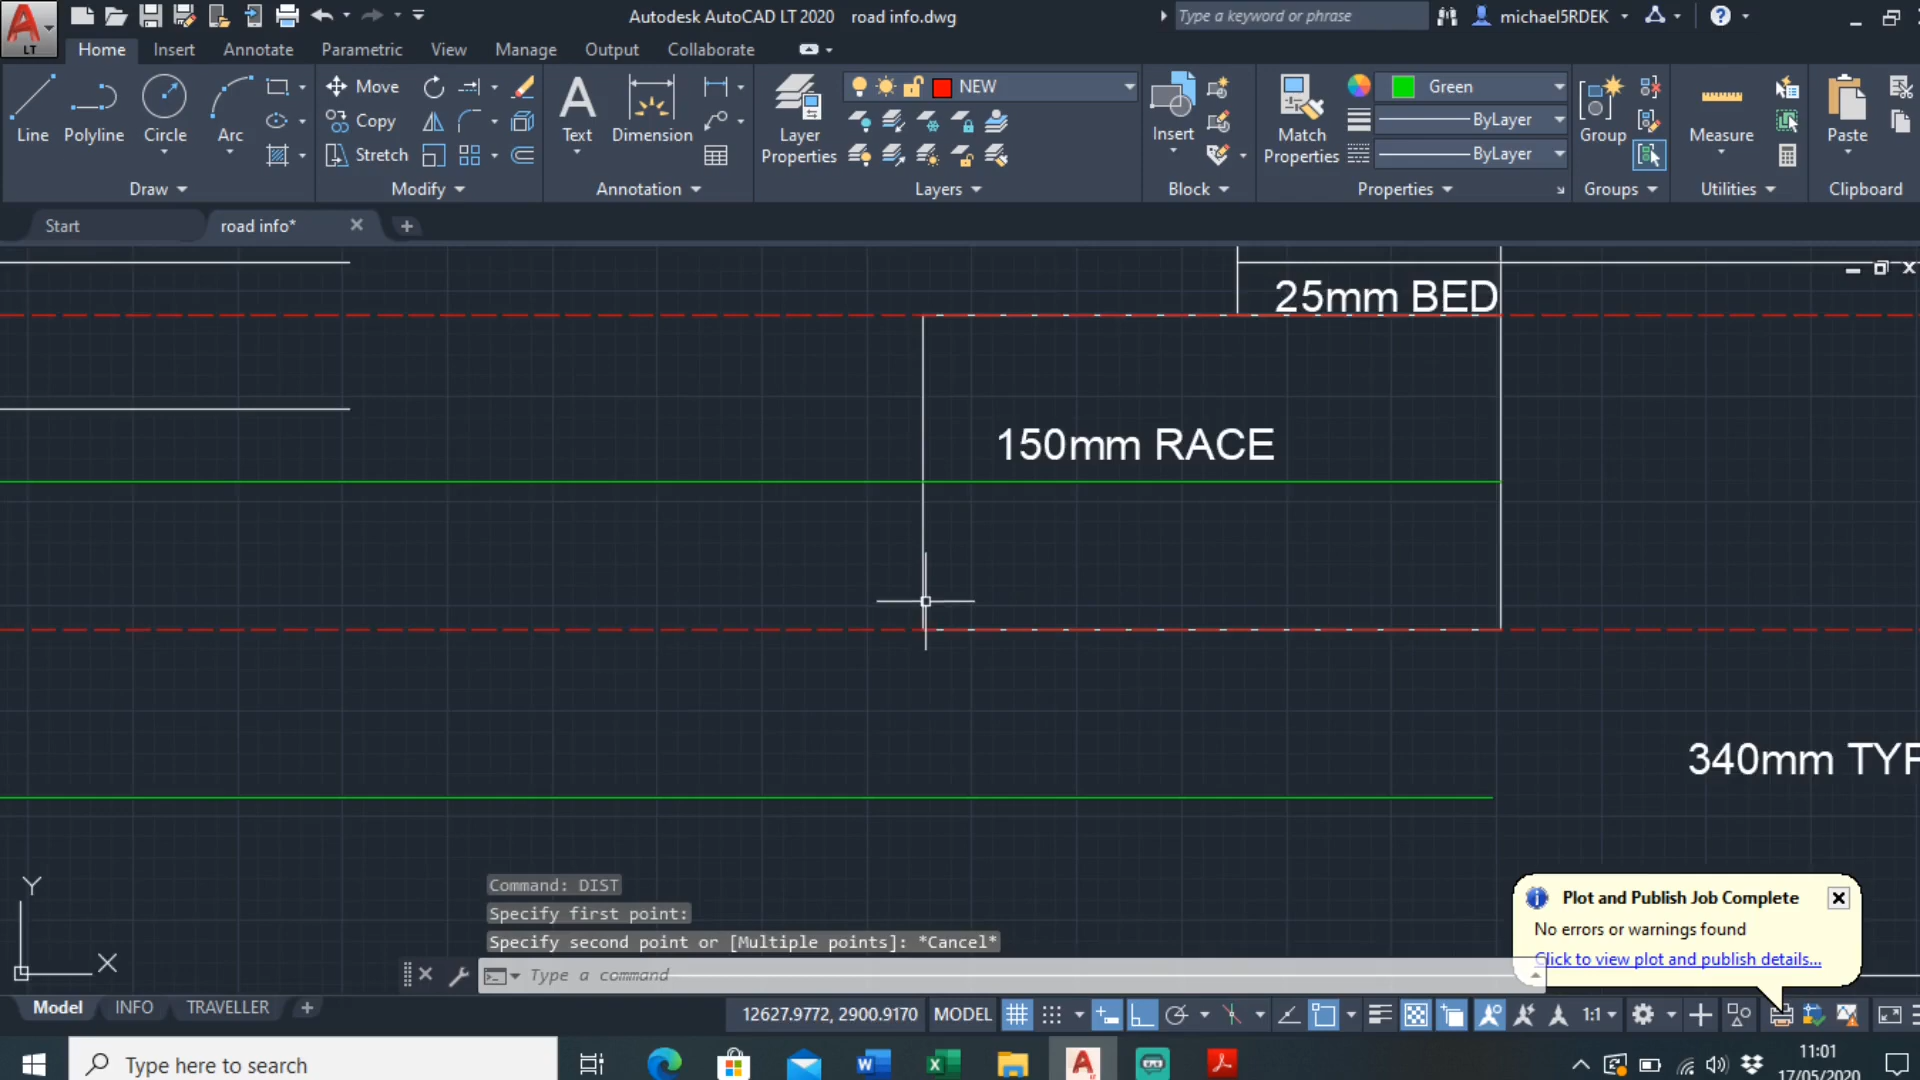 Autodesk AutoCAD LT 2020 road info.dwg
Type a keyword or phrase
michael5RDEK
LT
Home Insert Annotate Parametric View Manage Output Collaborate
Line
Polyline
Circle
Arc
Draw
Move
Copy
Stretch
Modify
Text
Dimension
Annotation
Layer
Properties
NEW
Layers
Insert
Block
Match
Properties
Green
ByLayer
ByLayer
Properties
Group
Groups
Measure
Utilities
Paste
Clipboard
Start
road info*
25mm BED
150mm RACE
340mm TYP
Y
X
Command: DIST
Specify first point:
Specify second point or [Multiple points]: *Cancel*
Type a command
Plot and Publish Job Complete
No errors or warnings found
Click to view plot and publish details...
Model INFO TRAVELLER
12627.9772, 2900.9170 MODEL
1:1
Type here to search
11:01
17/05/2020